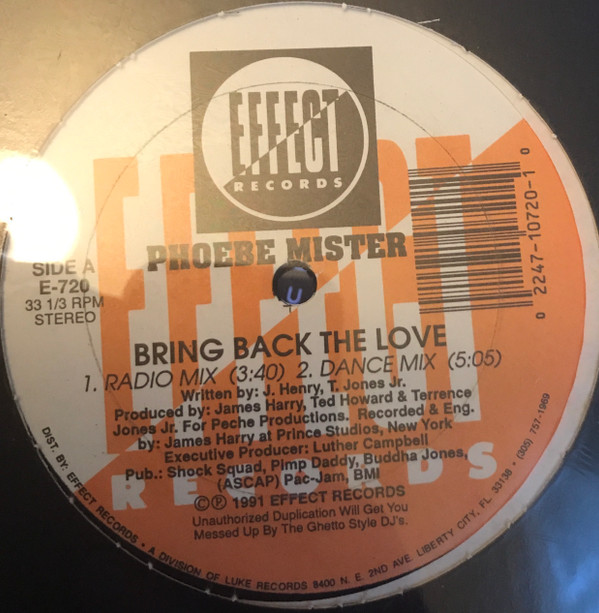 EFFECT
RECORDS
PHOEBE MISTER
SIDE A
E-720
33 1/3 RPM
STEREO
0 2247-10720-1 0
BRING BACK THE LOVE
1. RADIO MIX (3:40) 2. DANCE MIX (5:05)
Written by: J. Henry, T. Jones Jr.
Produced by: James Harry, Ted Howard & Terrence
Jones Jr. For Peche Productions. Recorded & Eng.
by: James Harry at Prince Studios, New York
Executive Producer: Luther Campbell
Pub.: Shock Squad, Pimp Daddy, Buddha Jones,
(ASCAP) Pac-Jam, BMI
©℗ 1991 EFFECT RECORDS
Unauthorized Duplication Will Get You
Messed Up By The Ghetto Style DJ's.
EFFECT
RECORDS
DIST. BY: EFFECT RECORDS • A DIVISION OF LUKE RECORDS 8400 N. E. 2ND AVE. LIBERTY CITY, FL. 33138 • (305) 757-1969